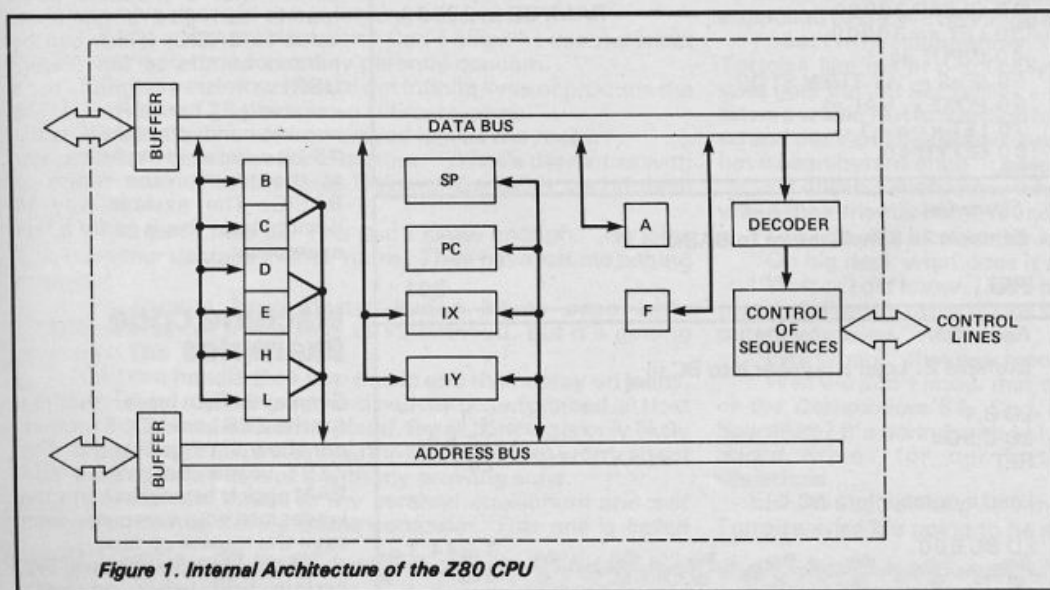 BUFFER
DATA BUS
B
C
D
E
H
L
SP
PC
IX
IY
A
F
DECODER
CONTROL
OF
SEQUENCES
CONTROL
LINES
BUFFER
ADDRESS BUS
Figure 1. Internal Architecture of the Z80 CPU